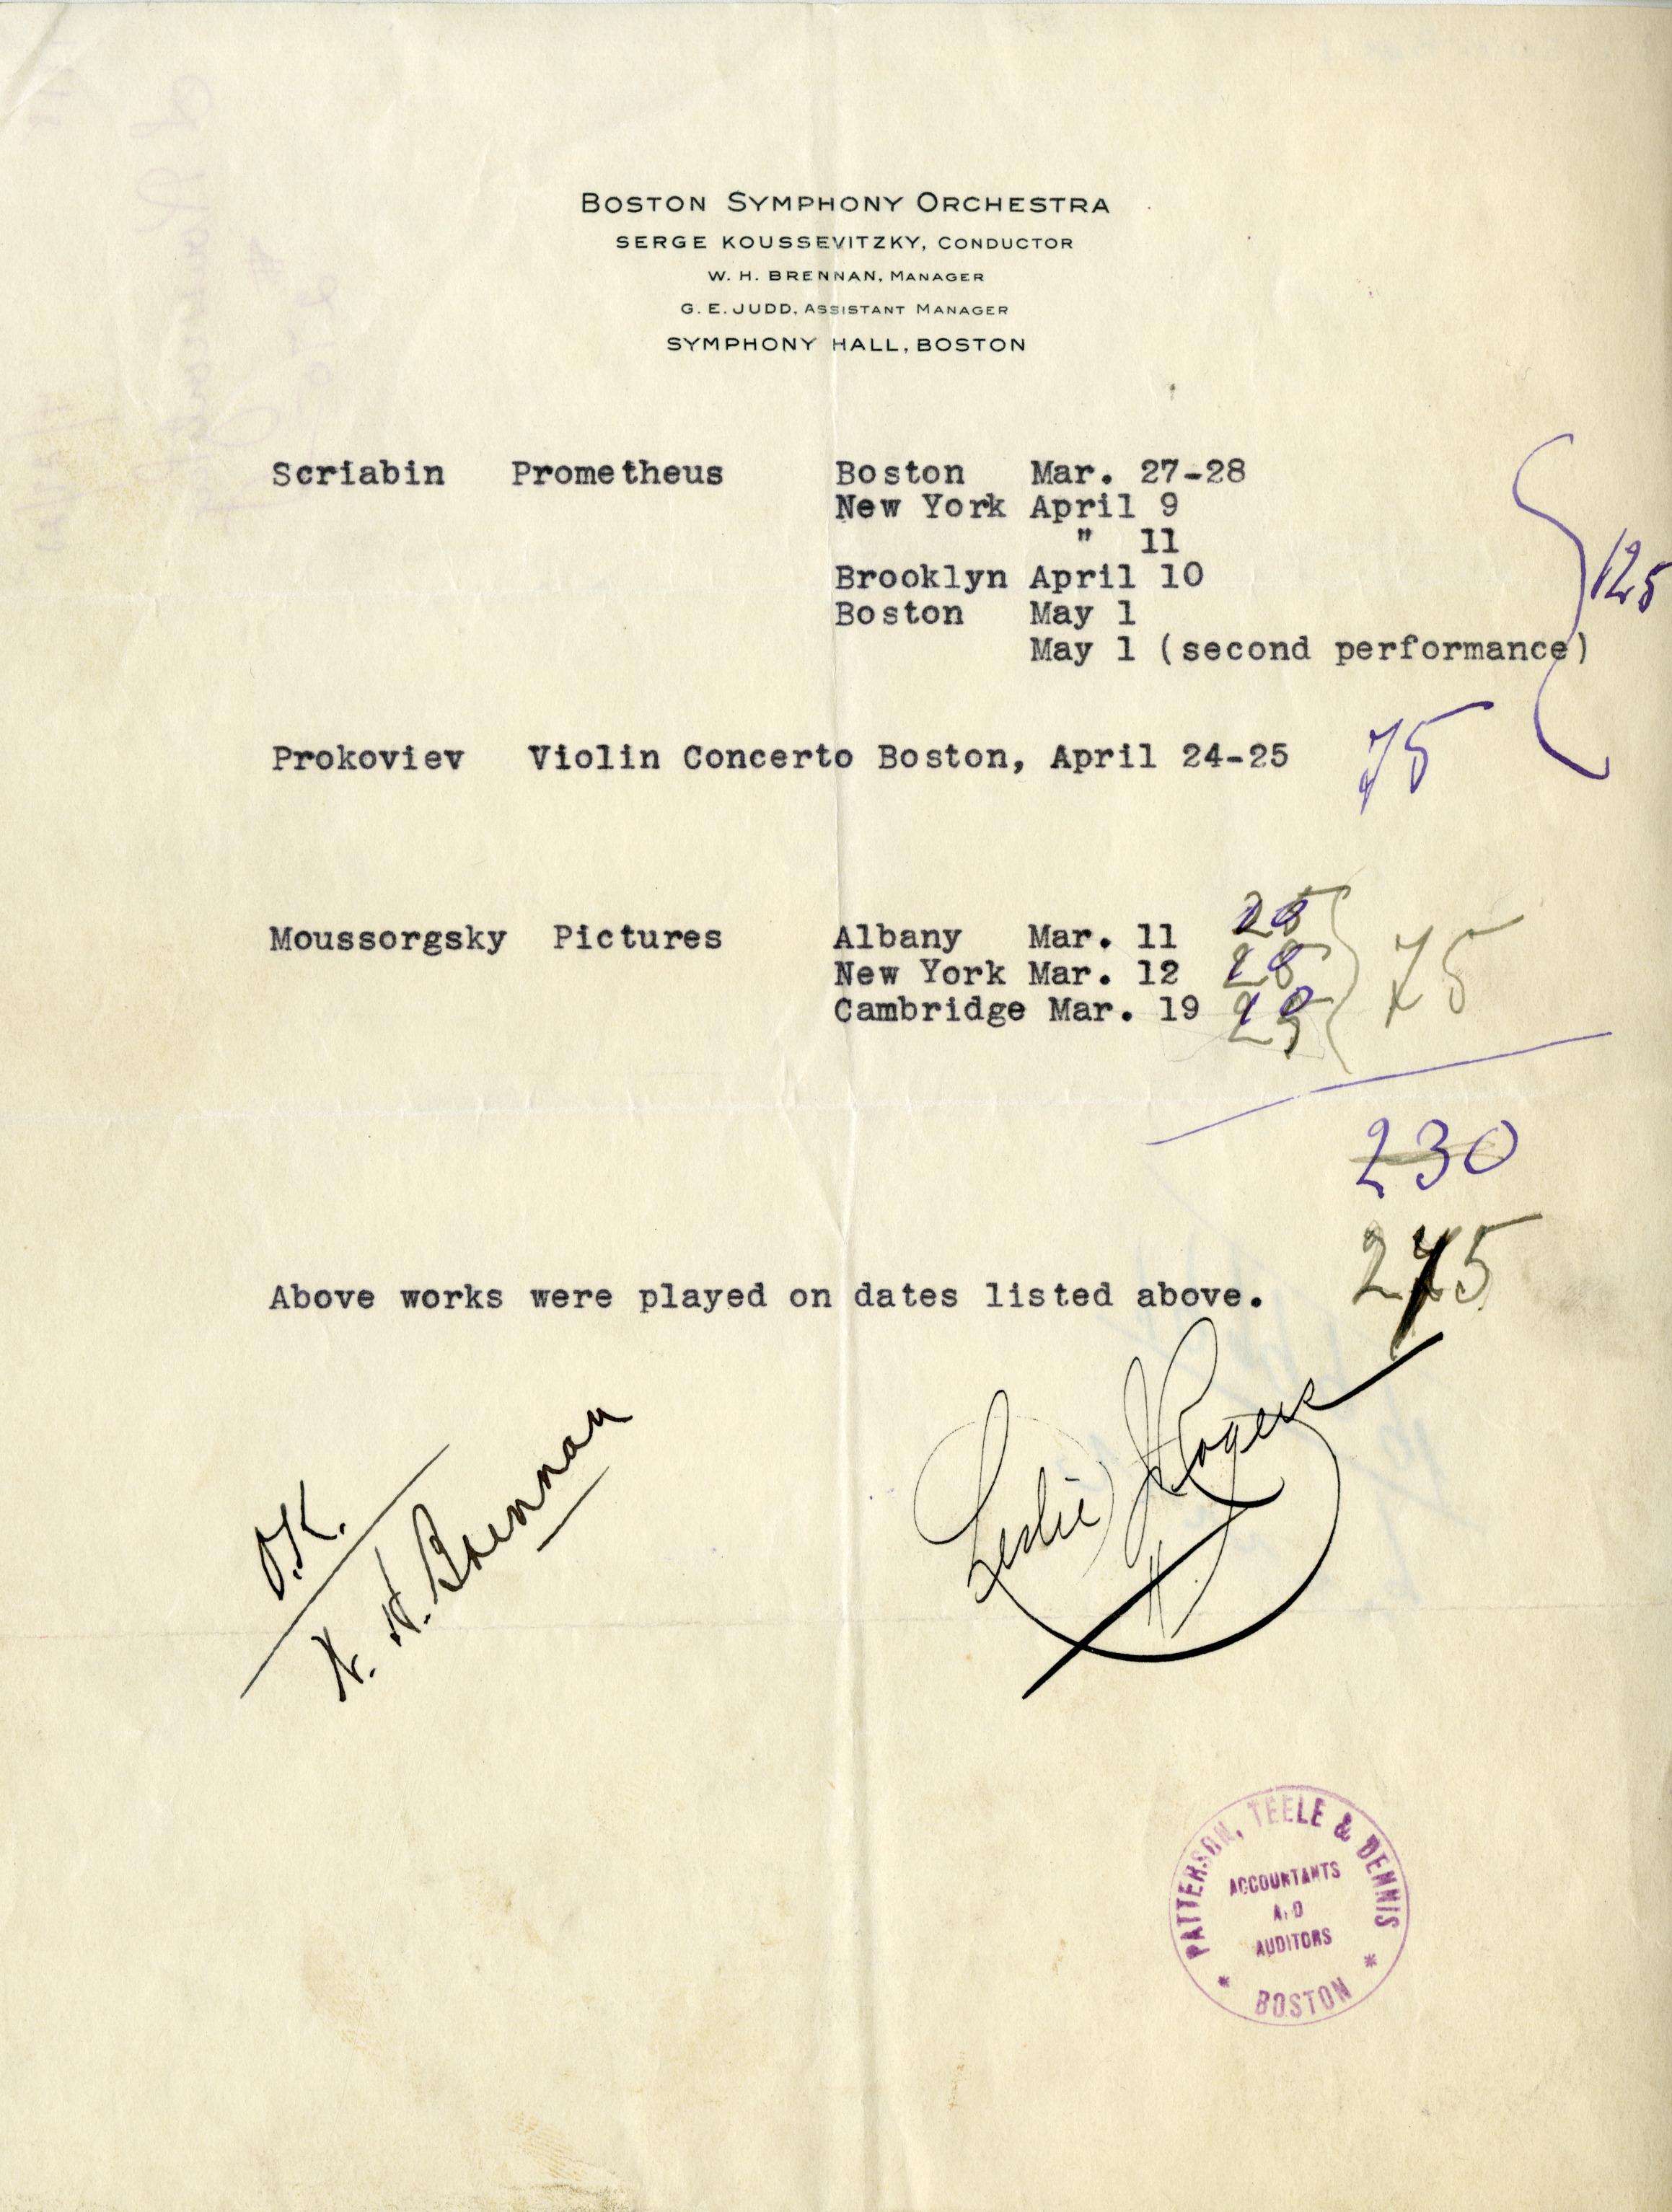 BOSTON SYMPHONY ORCHESTRA
SERGE KOUSSEVITZKY, CONDUCTOR
W. H. BRENNAN, MANAGER
G. E. JUDD, ASSISTANT MANAGER
SYMPHONY HALL, BOSTON
Scriabin Prometheus Boston Mar. 27-28
New York April 9
" 11
Brooklyn April 10
Boston May 1
May 1 (second performance)
125
Prokoviev Violin Concerto Boston, April 24-25 75
Moussorgsky Pictures Albany Mar. 11 25
New York Mar. 12 25
Cambridge Mar. 19 25
75
230
275
Above works were played on dates listed above.
O.K.
W. H. Brennan
Leslie J Rogers
PATTERSON, TEELE & DENNIS
ACCOUNTANTS
AND
AUDITORS
* BOSTON *